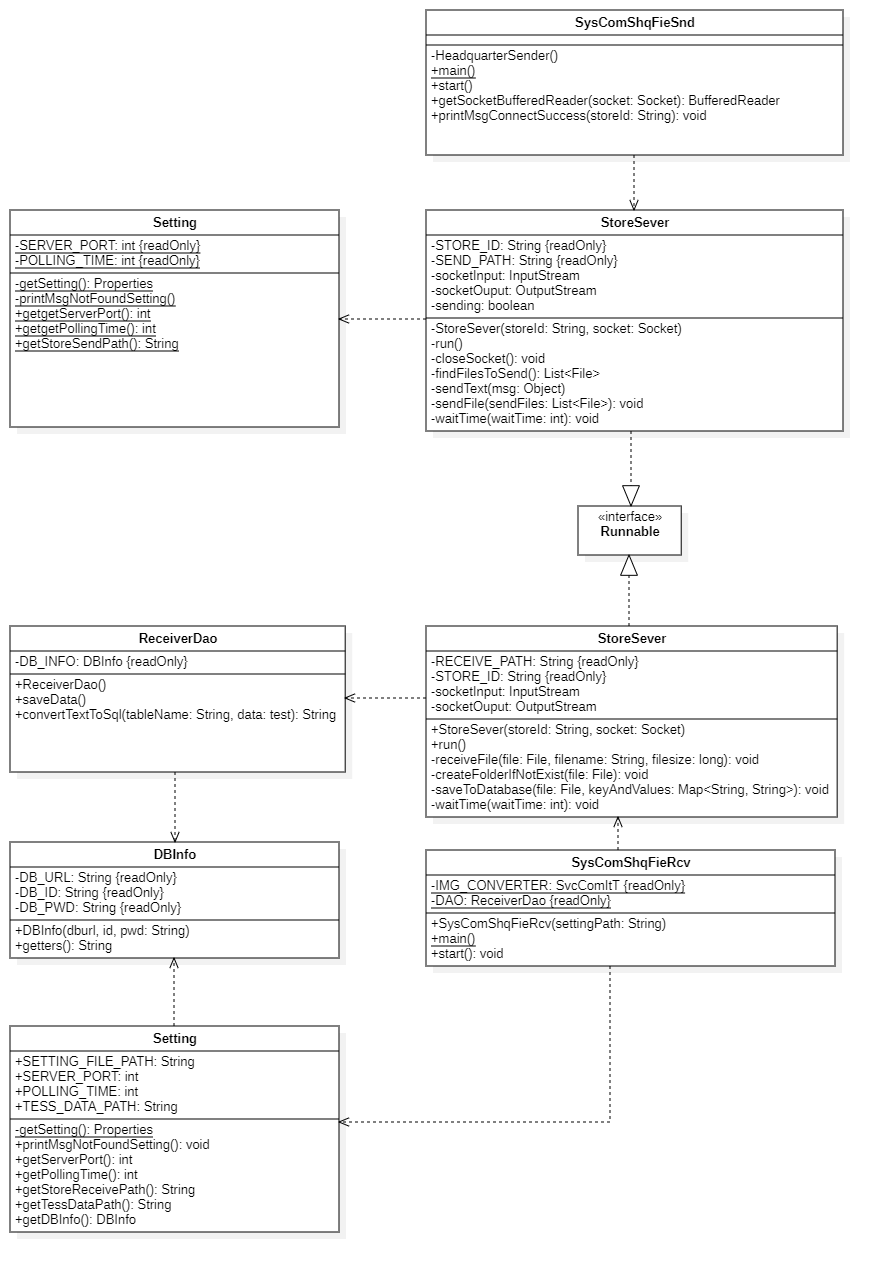 SysComShqFieSnd
-HeadquarterSender()
+main()
+start()
+getSocketBufferedReader(socket: Socket): BufferedReader
+printMsgConnectSuccess(storeId: String): void
Setting
-SERVER_PORT: int {readOnly}
-POLLING_TIME: int {readOnly}
-getSetting(): Properties
-printMsgNotFoundSetting()
+getgetServerPort(): int
+getgetPollingTime(): int
+getStoreSendPath(): String
StoreSever
-STORE_ID: String {readOnly}
-SEND_PATH: String {readOnly}
-socketInput: InputStream
-socketOuput: OutputStream
-sending: boolean
-StoreSever(storeId: String, socket: Socket)
-run()
-closeSocket(): void
-findFilesToSend(): List<File>
-sendText(msg: Object)
-sendFile(sendFiles: List<File>): void
-waitTime(waitTime: int): void
«interface»
Runnable
ReceiverDao
-DB_INFO: DBInfo {readOnly}
+ReceiverDao()
+saveData()
+convertTextToSql(tableName: String, data: test): String
StoreSever
-RECEIVE_PATH: String {readOnly}
-STORE_ID: String {readOnly}
-socketInput: InputStream
-socketOuput: OutputStream
+StoreSever(storeId: String, socket: Socket)
+run()
-receiveFile(file: File, filename: String, filesize: long): void
-createFolderIfNotExist(file: File): void
-saveToDatabase(file: File, keyAndValues: Map<String, String>): void
-waitTime(waitTime: int): void
DBInfo
-DB_URL: String {readOnly}
-DB_ID: String {readOnly}
-DB_PWD: String {readOnly}
+DBInfo(dburl, id, pwd: String)
+getters(): String
SysComShqFieRcv
-IMG_CONVERTER: SvcComItT {readOnly}
-DAO: ReceiverDao {readOnly}
+SysComShqFieRcv(settingPath: String)
+main()
+start(): void
Setting
+SETTING_FILE_PATH: String
+SERVER_PORT: int
+POLLING_TIME: int
+TESS_DATA_PATH: String
-getSetting(): Properties
+printMsgNotFoundSetting(): void
+getServerPort(): int
+getPollingTime(): int
+getStoreReceivePath(): String
+getTessDataPath(): String
+getDBInfo(): DBInfo